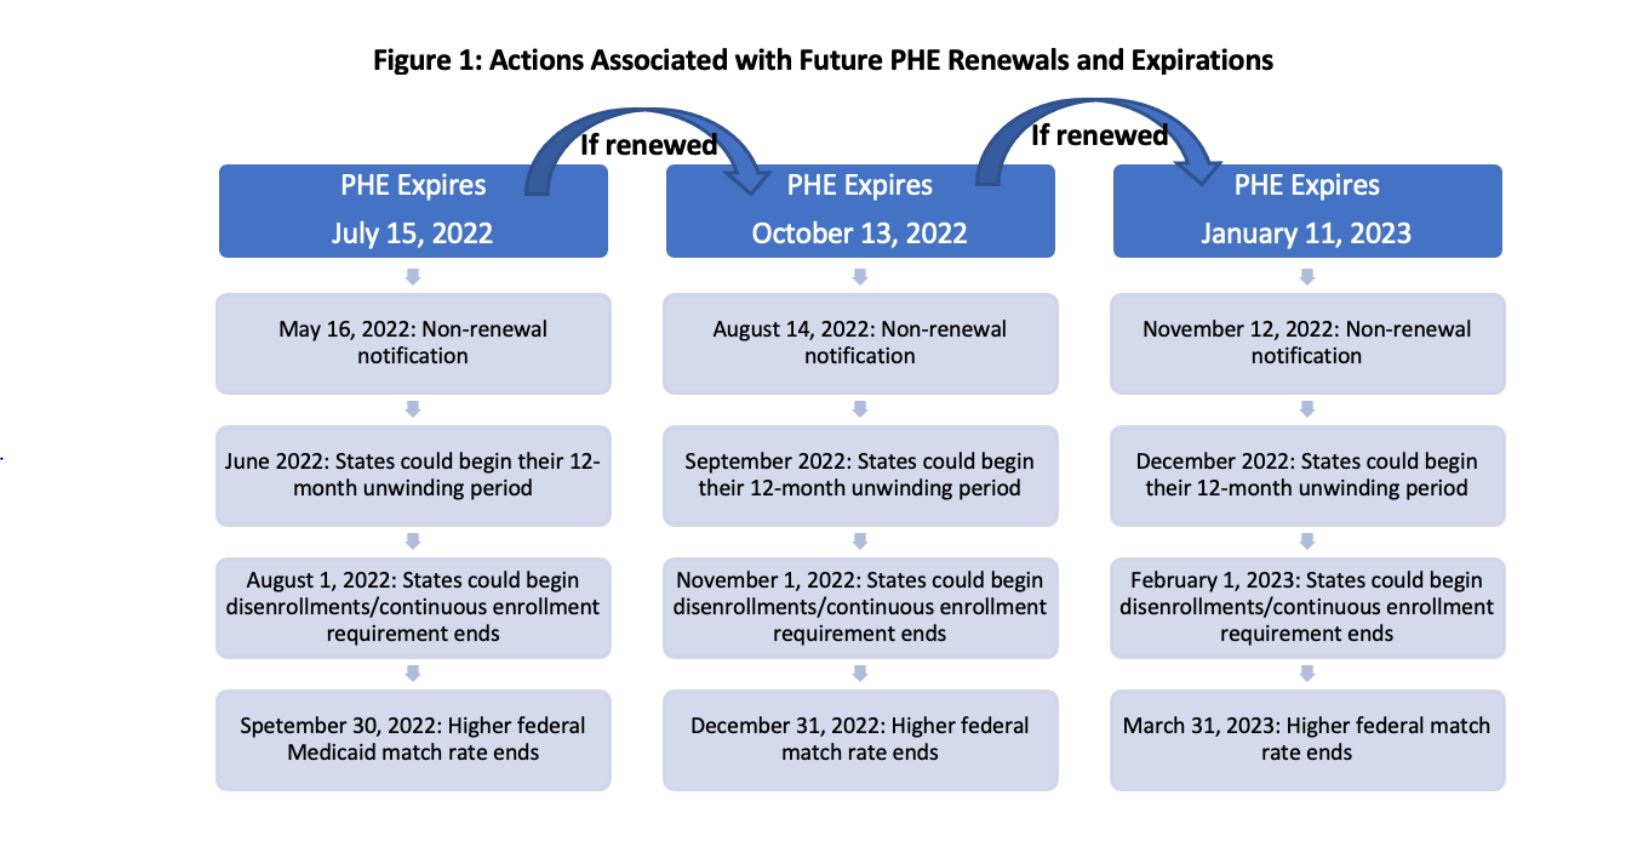 Figure 1: Actions Associated with Future PHE Renewals and Expirations
If renewed
If renewed
PHE Expires
July 15, 2022
May 16, 2022: Non-renewal
notification
June 2022: States could begin their 12-
month unwinding period
August 1, 2022: States could begin
disenrollments/continuous enrollment
requirement ends
Spetember 30, 2022: Higher federal
Medicaid match rate ends
PHE Expires
October 13, 2022
August 14, 2022: Non-renewal
notification
September 2022: States could begin
their 12-month unwinding period
November 1, 2022: States could begin
disenrollments/continuous enrollment
requirement ends
December 31, 2022: Higher federal
match rate ends
PHE Expires
January 11, 2023
November 12, 2022: Non-renewal
notification
December 2022: States could begin
their 12-month unwinding period
February 1, 2023: States could begin
disenrollments/continuous enrollment
requirement ends
March 31, 2023: Higher federal match
rate ends